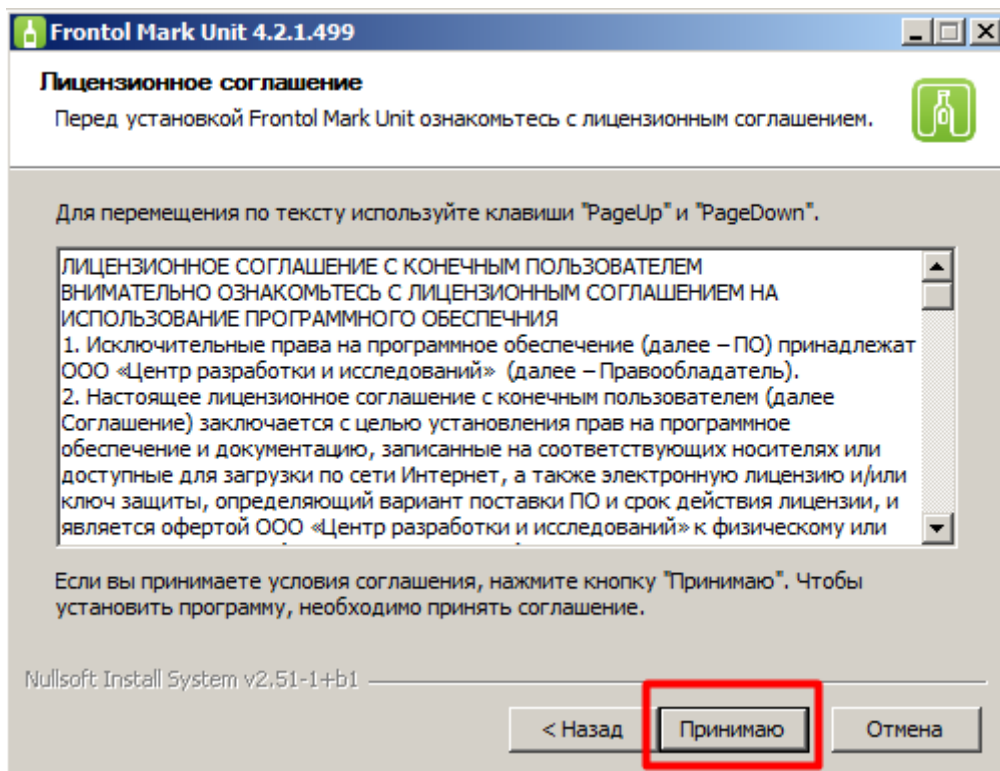 Frontol Mark Unit 4.2.1.499
Лицензионное соглашение
Перед установкой Frontol Mark Unit ознакомьтесь с лицензионным соглашением.
Для перемещения по тексту используйте клавиши "PageUp" и "PageDown".
ЛИЦЕНЗИОННОЕ СОГЛАШЕНИЕ С КОНЕЧНЫМ ПОЛЬЗОВАТЕЛЕМ
ВНИМАТЕЛЬНО ОЗНАКОМЬТЕСЬ С ЛИЦЕНЗИОННЫМ СОГЛАШЕНИЕМ НА
ИСПОЛЬЗОВАНИЕ ПРОГРАММНОГО ОБЕСПЕЧНИЯ
1. Исключительные права на программное обеспечение (далее – ПО) принадлежат
ООО «Центр разработки и исследований» (далее – Правообладатель).
2. Настоящее лицензионное соглашение с конечным пользователем (далее
Соглашение) заключается с целью установления прав на программное
обеспечение и документацию, записанные на соответствующих носителях или
доступные для загрузки по сети Интернет, а также электронную лицензию и/или
ключ защиты, определяющий вариант поставки ПО и срок действия лицензии, и
является офертой ООО «Центр разработки и исследований» к физическому или
Если вы принимаете условия соглашения, нажмите кнопку "Принимаю". Чтобы
установить программу, необходимо принять соглашение.
Nullsoft Install System v2.51-1+b1
< Назад
Принимаю
Отмена